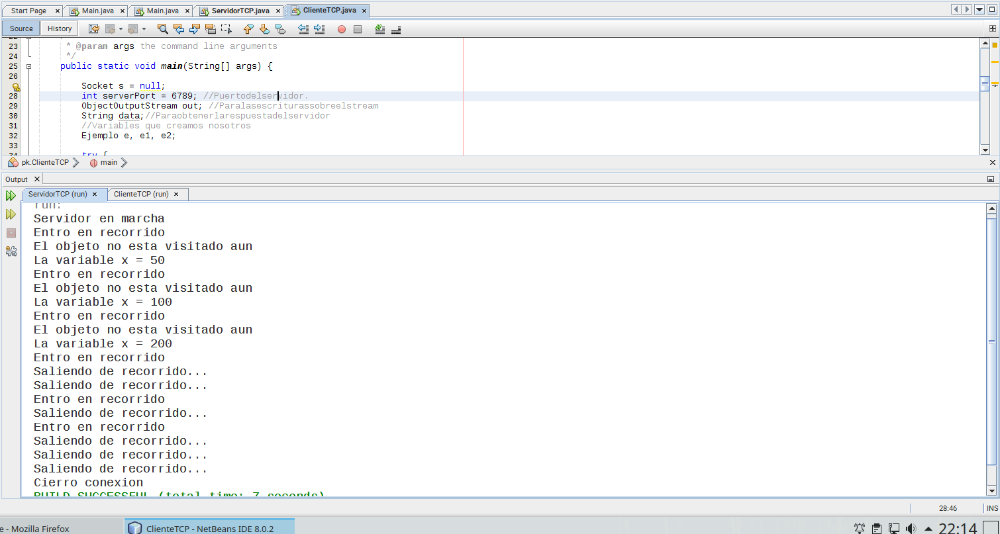 Start Page Main.java Main.java ServidorTCP.java ClienteTCP.java
Source History
23 * @param args the command line arguments
24 */
25 public static void main(String[] args) {
26
Socket s = null;
28 int serverPort = 6789; //Puertodelservidor.
29 ObjectOutputStream out; //Paralasescriturassobreelstream
30 String data;//Paraobtenerlarespuestadelservidor
31 //Variables que creamos nosotros
32 Ejemplo e, e1, e2;
33
34 try {
pk.ClienteTCP main
Output
ServidorTCP (run) ClienteTCP (run)
run:
Servidor en marcha
Entro en recorrido
El objeto no esta visitado aun
La variable x = 50
Entro en recorrido
El objeto no esta visitado aun
La variable x = 100
Entro en recorrido
El objeto no esta visitado aun
La variable x = 200
Entro en recorrido
Saliendo de recorrido...
Saliendo de recorrido...
Entro en recorrido
Saliendo de recorrido...
Entro en recorrido
Saliendo de recorrido...
Saliendo de recorrido...
Saliendo de recorrido...
Cierro conexion
BUILD SUCCESSFUL (total time: 7 seconds)
28:46 INS
e - Mozilla Firefox ClienteTCP - NetBeans IDE 8.0.2 22:14